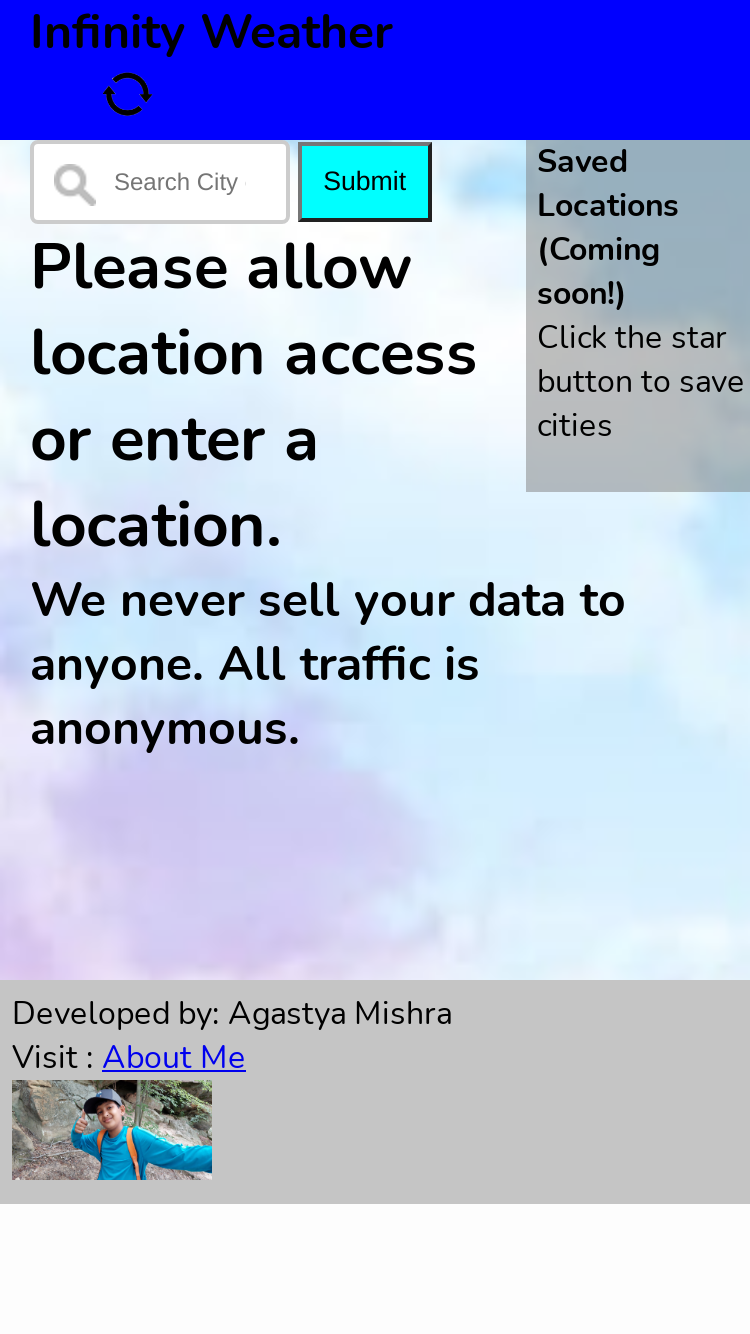 Infinity Weather
Search City
Submit
Please allow
location access
or enter a
location.
We never sell your data to
anyone. All traffic is
anonymous.
Saved
Locations
(Coming
soon!)
Click the star
button to save
cities
Developed by: Agastya Mishra
Visit : About Me